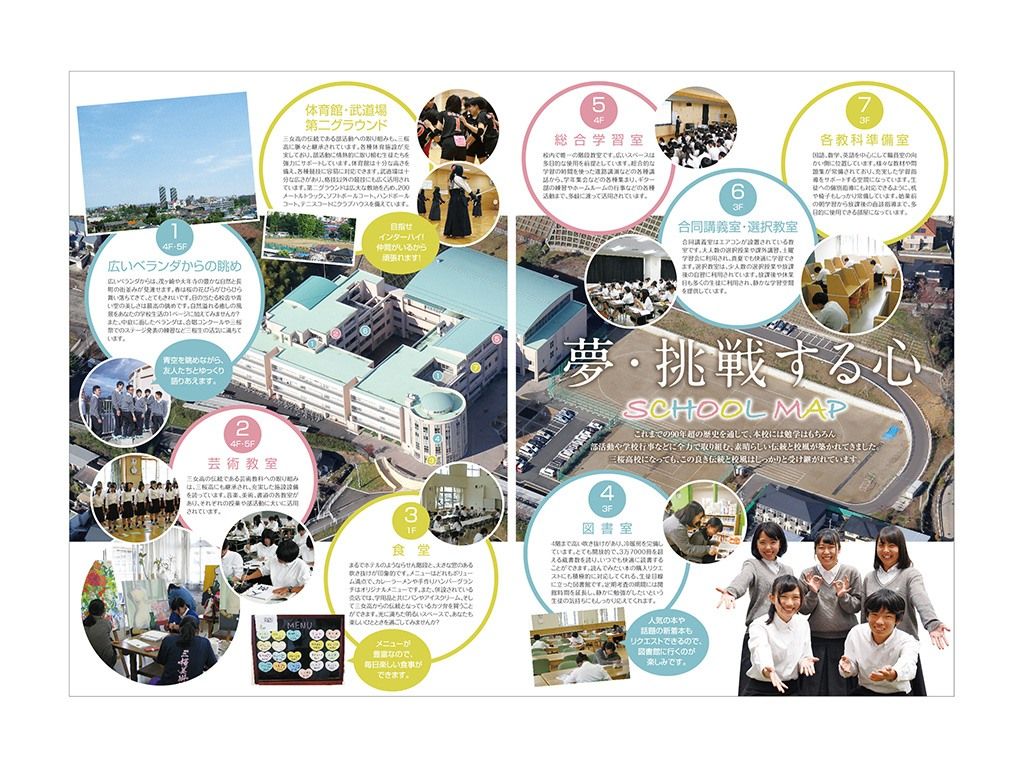 体育館・武道場
第二グラウンド
三女高の伝統である部活動への取り組みも、三桜
高に脈々と継承されています。各種体育施設が充
実しており、部活動に情熱的に取り組む生徒たちを
強力にサポートしています。体育館は十分な高さを
備え、各種競技に容易に対応できます。武道場は十
分な広さがあり、格技以外の競技にも広く活用され
ています。第二グラウンドは広大な敷地を占め、200
メートルトラック、ソフトボールコート、ハンドボール
コート、テニスコートにクラブハウスを備えています。
目指せ
インターハイ!
仲間がいるから
頑張れます!
1
4F・5F
広いベランダからの眺め
広いベランダからは、茂ヶ崎や大年寺の豊かな自然と長
町の街並みが見渡せます。春は桜の花びらがひらひら
舞い落ちてきて、とてもきれいです。日の当たる校舎や青
い空の美しさは最高の眺めです。自然溢れる癒しの風
景をあなたの学校生活の1ページに加えてみませんか?
また、中庭に面したベランダは、合唱コンクールや三桜
祭でのステージ発表の練習など三桜生の活気に満ちて
います。
青空を眺めながら、
友人たちとゆっくり
語りあえます。
2
4F・5F
芸術教室
三女高の伝統である芸術教科への取り組み
は、三桜高にも継承され、充実した施設設備
を誇っています。音楽、美術、書道の各教室が
あり、それぞれの授業や部活動に大いに活用
されています。
3
1F
食堂
まるでホテルのようならせん階段と、大きな窓のある
吹き抜けが印象的です。メニューはどれもボリュー
ム満点で、カレーラーメンや手作りハンバーグラン
チはオリジナルメニューです。また、併設されている
売店では、学用品と共にパンやアイスクリーム、そし
て三女高からの伝統となっているカツ弁を買うこと
ができます。光に満ちた明るいスペースで、あなたも
楽しいひとときを過ごしてみませんか?
MENU
メニューが
豊富なので、
毎日楽しい食事が
できます。
5
4F
総合学習室
校内で唯一の階段教室です。広いスペースは
多目的な使用を前提としています。総合的な
学習の時間を使った進路講演などの各種講
話から、学年集会などの各種集まり、ギター
部の練習やホームルームの行事などの各種
活動まで、多岐に渡って活用されています。
6
3F
合同講義室・選択教室
合同講義室はエアコンが設置されている教
室です。大人数の選択授業や課外講習、土曜
学習会に利用され、真夏でも快適に学習でき
ます。選択教室は、少人数の選択授業や放課
後の自習に利用されています。放課後や休業
日も多くの生徒に利用され、静かな学習空間
を提供しています。
7
3F
各教科準備室
国語、数学、英語を中心にして職員室の向
かい側に位置しています。様々な教材や問
題集が常備されており、充実した学習指
導をサポートする空間になっています。生
徒への個別指導にも対応できるように、机
や椅子もしっかり常備しています。始業前
の朝学習から放課後の面談指導まで、多
目的に使用できる部屋になっています。
夢・挑戦する心
SCHOOL MAP
これまでの90年超の歴史を通して、本校には勉学はもちろん
部活動や学校行事などに全力で取り組む、素晴らしい伝統と校風が築かれてきました。
三桜高校になっても、この良き伝統と校風はしっかりと受け継がれています。
4
3F
図書室
4階まで高い吹き抜けがあり、冷暖房を完備し
ています。とても開放的で、3万7000冊を超
える蔵書数を誇り、いつでも快適に読書する
ことができます。読んでみたい本の購入リクエ
ストにも積極的に対応してくれる、生徒目線
に立った図書館です。定期考査の期間には開
館時間を延長し、静かに勉強がしたいという
生徒の気持ちにもしっかり応えてくれます。
人気の本や
話題の新着本も
リクエストできるので、
図書館に行くのが
楽しみです。